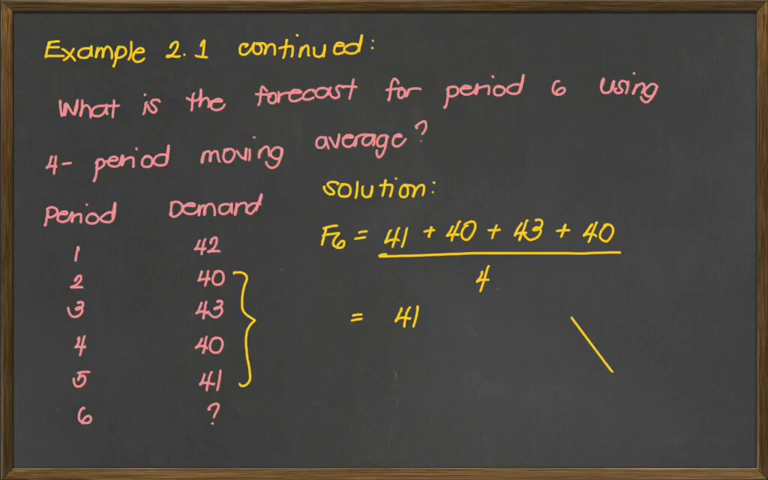 Example 2.1 continued:
What is the forecast for period 6 using
4- period moving average?
solution:
Period Demand
F6 = 41 + 40 + 43 + 40
4
= 41
1 42
2 40
3 43
4 40
5 41
6 ?